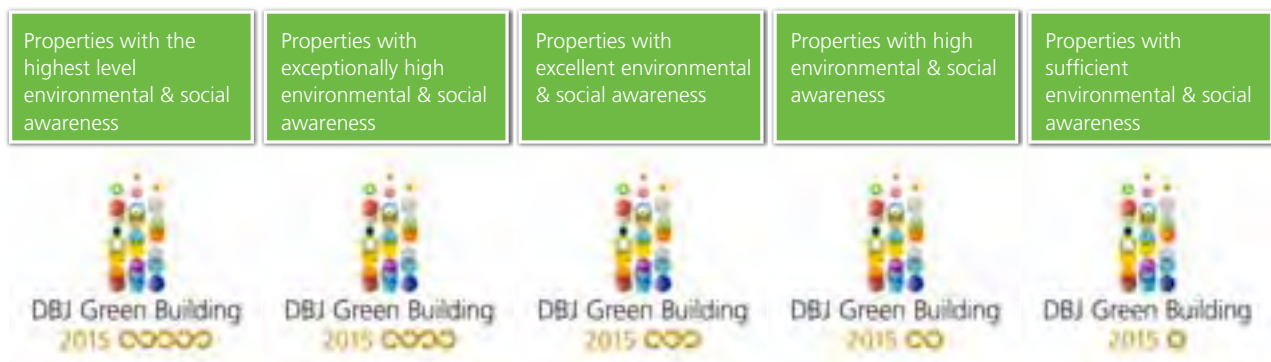 Properties with the
highest level
environmental & social
awareness
Properties with
exceptionally high
environmental & social
awareness
Properties with
excellent environmental
& social awareness
Properties with high
environmental & social
awareness
Properties with
sufficient
environmental & social
awareness
DBJ Green Building
2015
DBJ Green Building
2015
DBJ Green Building
2015
DBJ Green Building
2015
DBJ Green Building
2015